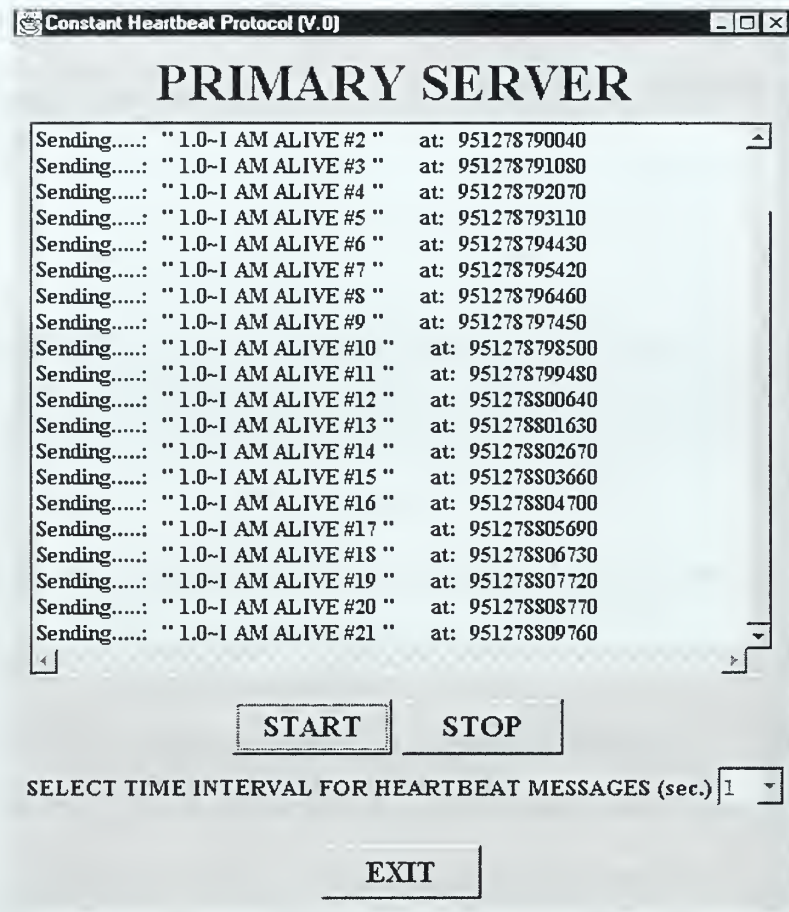 Constant Heartbeat Protocol (V.0)
PRIMARY SERVER
Sending.....: " 1.0~I AM ALIVE #2 " at: 951278790040
Sending.....: " 1.0~I AM ALIVE #3 " at: 951278791080
Sending.....: " 1.0~I AM ALIVE #4 " at: 951278792070
Sending.....: " 1.0~I AM ALIVE #5 " at: 951278793110
Sending.....: " 1.0~I AM ALIVE #6 " at: 951278794430
Sending.....: " 1.0~I AM ALIVE #7 " at: 951278795420
Sending.....: " 1.0~I AM ALIVE #8 " at: 951278796460
Sending.....: " 1.0~I AM ALIVE #9 " at: 951278797450
Sending.....: " 1.0~I AM ALIVE #10 " at: 951278798500
Sending.....: " 1.0~I AM ALIVE #11 " at: 951278799480
Sending.....: " 1.0~I AM ALIVE #12 " at: 951278800640
Sending.....: " 1.0~I AM ALIVE #13 " at: 951278801630
Sending.....: " 1.0~I AM ALIVE #14 " at: 951278802670
Sending.....: " 1.0~I AM ALIVE #15 " at: 951278803660
Sending.....: " 1.0~I AM ALIVE #16 " at: 951278804700
Sending.....: " 1.0~I AM ALIVE #17 " at: 951278805690
Sending.....: " 1.0~I AM ALIVE #18 " at: 951278806730
Sending.....: " 1.0~I AM ALIVE #19 " at: 951278807720
Sending.....: " 1.0~I AM ALIVE #20 " at: 951278808770
Sending.....: " 1.0~I AM ALIVE #21 " at: 951278809760
START STOP
SELECT TIME INTERVAL FOR HEARTBEAT MESSAGES (sec.) 1
EXIT